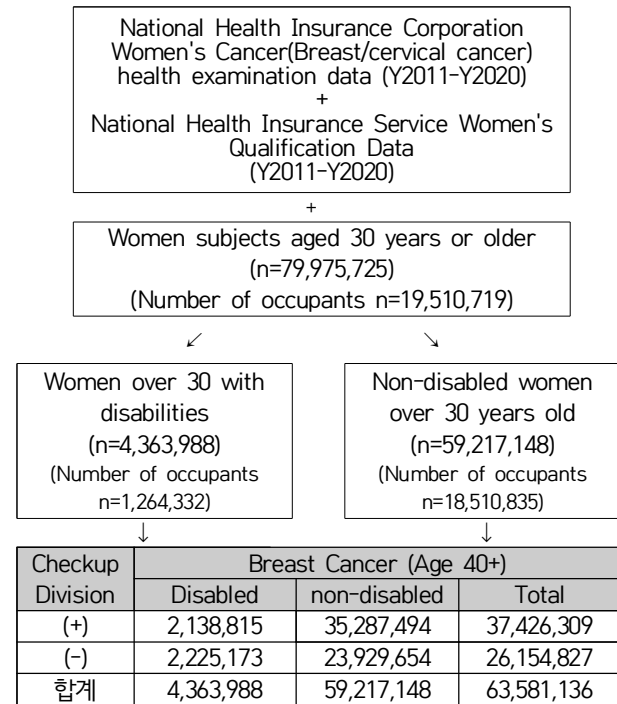 National Health Insurance Corporation
Women's Cancer(Breast/cervical cancer)
health examination data (Y2011-Y2020)
+
National Health Insurance Service Women's
Qualification Data
(Y2011-Y2020)
+
Women subjects aged 30 years or older
(n=79,975,725)
(Number of occupants n=19,510,719)
↙ ↘
Women over 30 with
disabilities
(n=4,363,988)
(Number of occupants
n=1,264,332)
Non-disabled women
over 30 years old
(n=59,217,148)
(Number of occupants
n=18,510,835)
↓ ↓
Checkup Division Breast Cancer (Age 40+)
Disabled non-disabled Total
(+) 2,138,815 35,287,494 37,426,309
(-) 2,225,173 23,929,654 26,154,827
합계 4,363,988 59,217,148 63,581,136